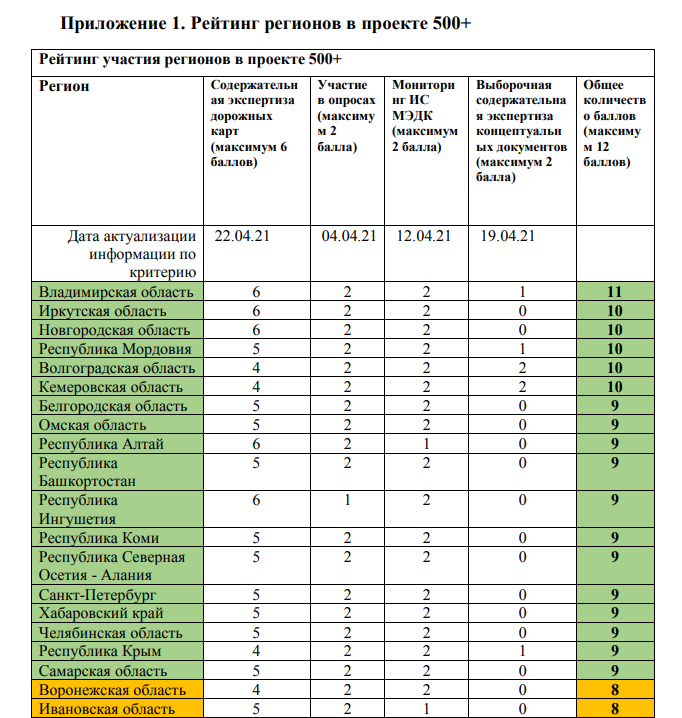 Приложение 1. Рейтинг регионов в проекте 500+
Рейтинг участия регионов в проекте 500+
Регион
Содержательн
ая экспертиза
дорожных
карт
(максимум 6
баллов)
Участие
в опросах
(максиму
м 2
балла)
Монитори
нг ИС
МЭДК
(максимум
2 балла)
Выборочная
содержательна
я экспертиза
концептуаль
ных документов
(максимум 2
балла)
Общее
количеств
о баллов
(максиму
м 12
баллов)
Дата актуализации
информации по
критерию
22.04.21 04.04.21 12.04.21 19.04.21
Владимирская область 6 2 2 1 11
Иркутская область 6 2 2 0 10
Новгородская область 6 2 2 0 10
Республика Мордовия 5 2 2 1 10
Волгоградская область 4 2 2 2 10
Кемеровская область 4 2 2 2 10
Белгородская область 5 2 2 0 9
Омская область 5 2 2 0 9
Республика Алтай 6 2 1 0 9
Республика
Башкортостан 5 2 2 0 9
Республика
Ингушетия 6 1 2 0 9
Республика Коми 5 2 2 0 9
Республика Северная
Осетия - Алания 5 2 2 0 9
Санкт-Петербург 5 2 2 0 9
Хабаровский край 5 2 2 0 9
Челябинская область 5 2 2 0 9
Республика Крым 4 2 2 1 9
Самарская область 5 2 2 0 9
Воронежская область 4 2 2 0 8
Ивановская область 5 2 1 0 8